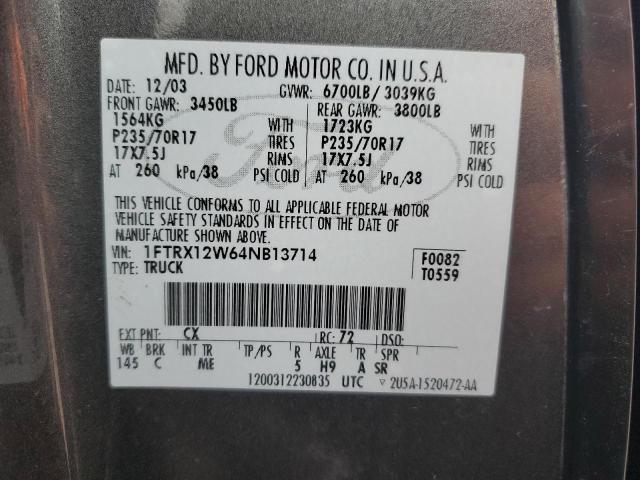 MFD. BY FORD MOTOR CO. IN U.S.A.
DATE: 12/03 GVWR: 6700LB/ 3039KG
FRONT GAWR: 3450LB REAR GAWR: 3800LB
1564KG WITH 1723KG WITH
P235/70R17 TIRES P235/70R17 TIRES
17X7.5J RIMS 17X7.5J RIMS
AT 260 kPa/38 PSI COLD AT 260 kPa/38 PSI COLD
THIS VEHICLE CONFORMS TO ALL APPLICABLE FEDERAL MOTOR
VEHICLE SAFETY STANDARDS IN EFFECT ON THE DATE OF
MANUFACTURE SHOWN ABOVE.
VIN: 1FTRX12W64NB13714 F0082
TYPE: TRUCK T0559
Ford
EXT PNT: CX RC: 72 DSO:
WB BRK INT TR TP/PS R AXLE TR SPR
145 C ME 5 H9 A SR
1200312230835 UTC ▽ 2U5A-1520472-AA